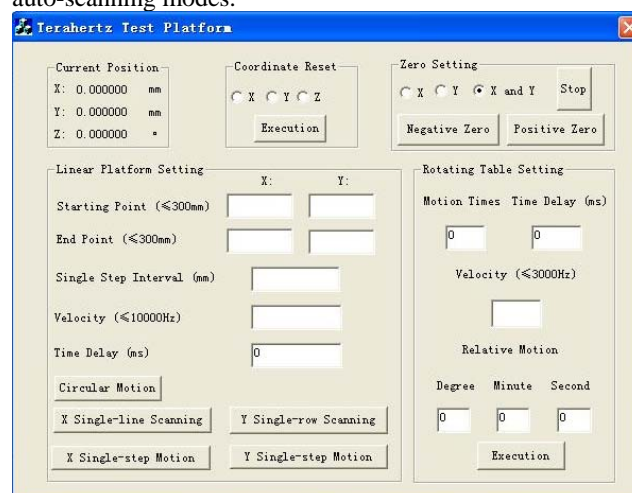 auto-scanning modes.
Terahertz Test Platform
Current Position
X: 0.000000 mm
Y: 0.000000 mm
Z: 0.000000 °
Coordinate Reset
X Y Z
Execution
Zero Setting
X Y X and Y Stop
Negative Zero Positive Zero
Linear Platform Setting
X: Y:
Starting Point (≤300mm)
End Point (≤300mm)
Single Step Interval (mm)
Velocity (≤10000Hz)
Time Delay (ms) 0
Circular Motion
X Single-line Scanning Y Single-row Scanning
X Single-step Motion Y Single-step Motion
Rotating Table Setting
Motion Times Time Delay (ms)
0 0
Velocity (≤3000Hz)
Relative Motion
Degree Minute Second
0 0 0
Execution